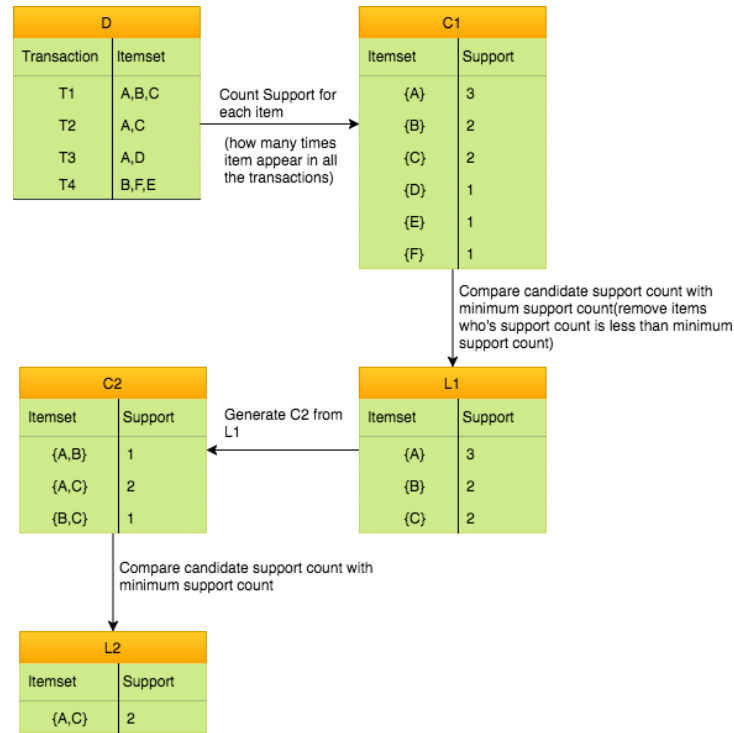 D
Transaction Itemset
T1 A,B,C
T2 A,C
T3 A,D
T4 B,F,E
Count Support for
each item
(how many times
item appear in all
the transactions)
C1
Itemset Support
{A} 3
{B} 2
{C} 2
{D} 1
{E} 1
{F} 1
Compare candidate support count with
minimum support count(remove items
who's support count is less than minimum
support count)
L1
Itemset Support
{A} 3
{B} 2
{C} 2
Generate C2 from
L1
C2
Itemset Support
{A,B} 1
{A,C} 2
{B,C} 1
Compare candidate support count with
minimum support count
L2
Itemset Support
{A,C} 2